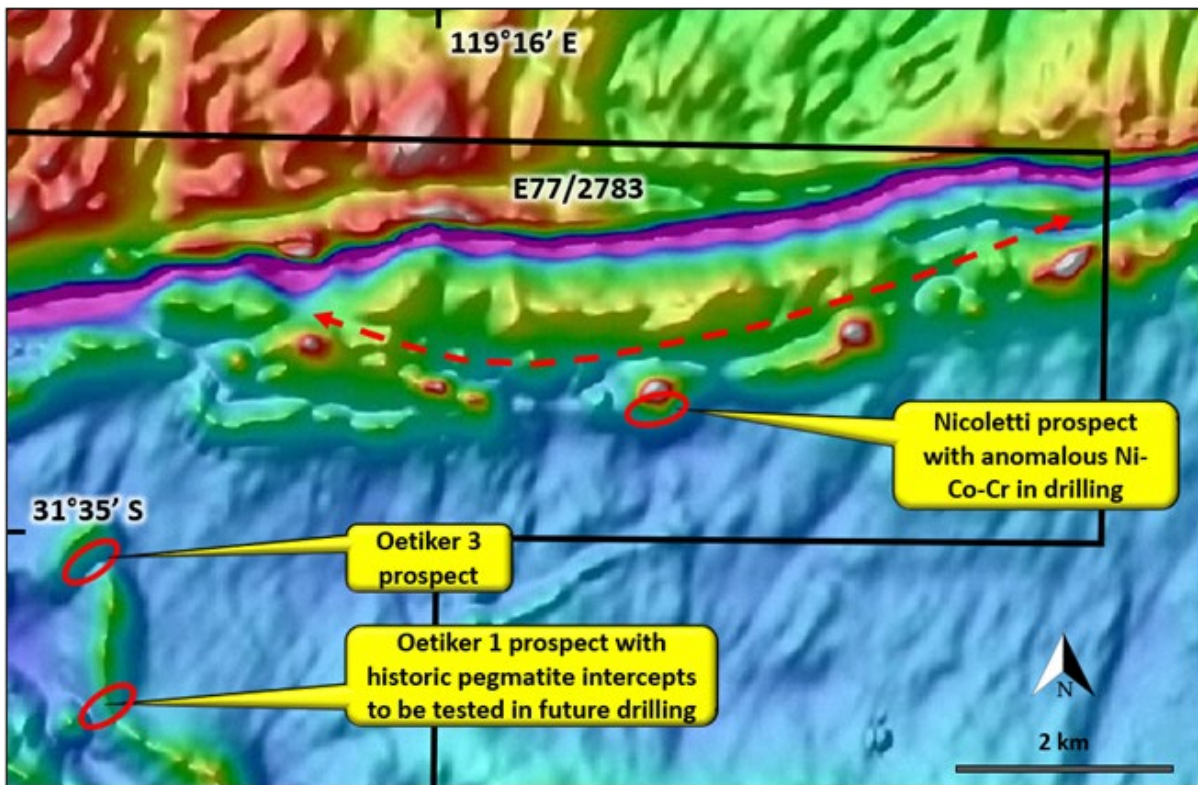 119°16’ E
E77/2783
Nicoletti prospect
with anomalous Ni-
Co-Cr in drilling
31°35’ S
Oetiker 3
prospect
Oetiker 1 prospect with
historic pegmatite intercepts
to be tested in future drilling
N
2 km